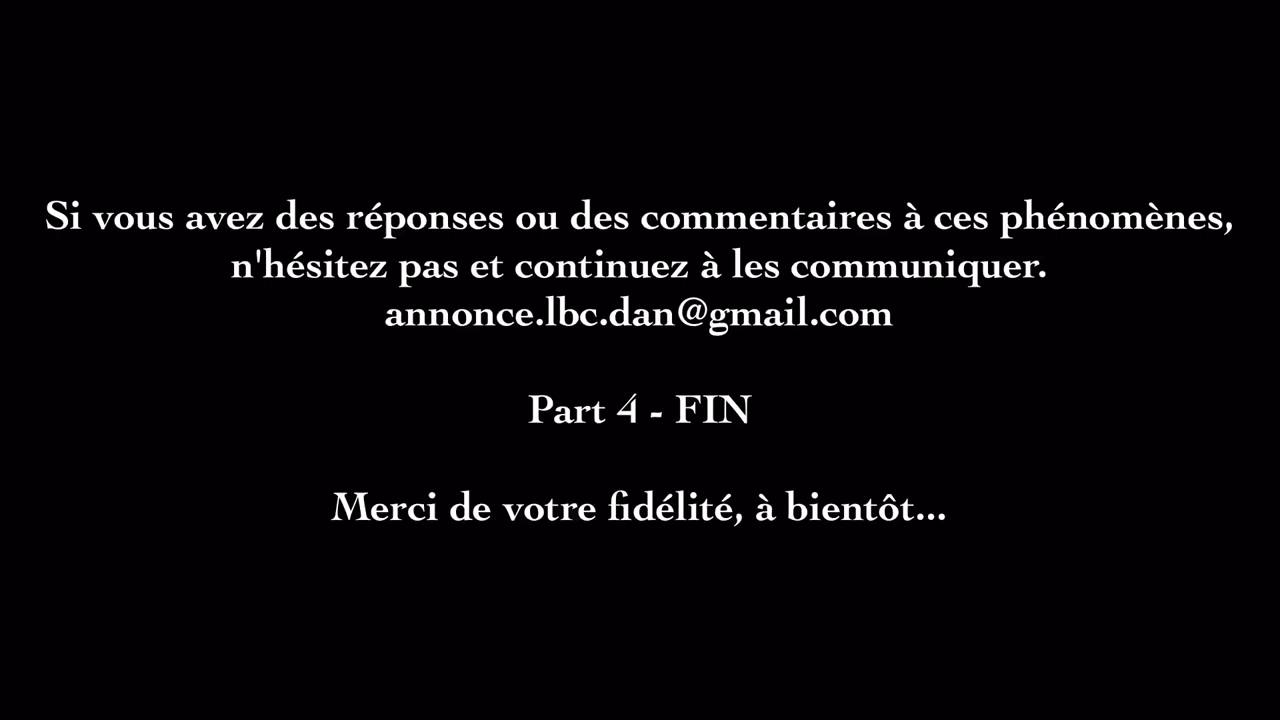 Si vous avez des réponses ou des commentaires à ces phénomènes,
n'hésitez pas et continuez à les communiquer.
annonce.lbc.dan@gmail.com
Part 4 - FIN
Merci de votre fidélité, à bientôt...